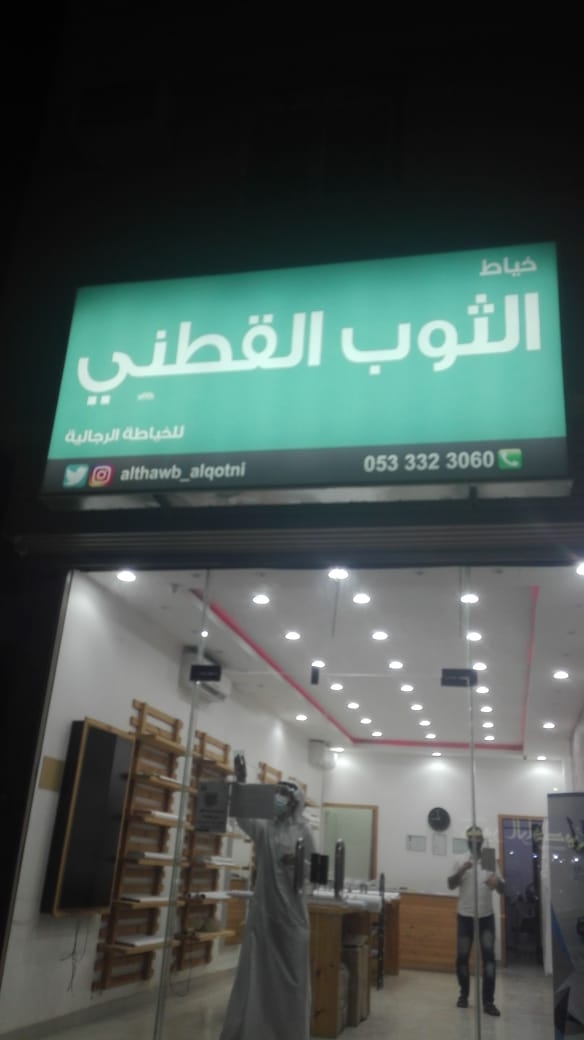 خياط
الثوب القطني
للخياطة الرجالية
althawb_alqotni
053 332 3060